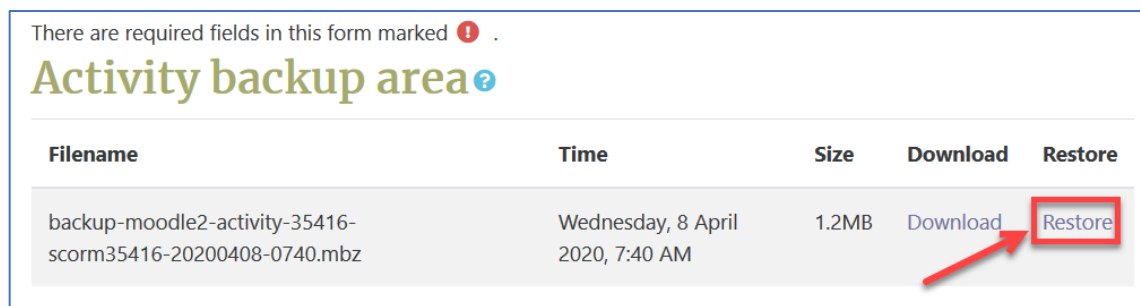 There are required fields in this form marked ! .
Activity backup area ?
Filename Time Size Download Restore
backup-moodle2-activity-35416- Wednesday, 8 April 1.2MB Download Restore
scorm35416-20200408-0740.mbz 2020, 7:40 AM